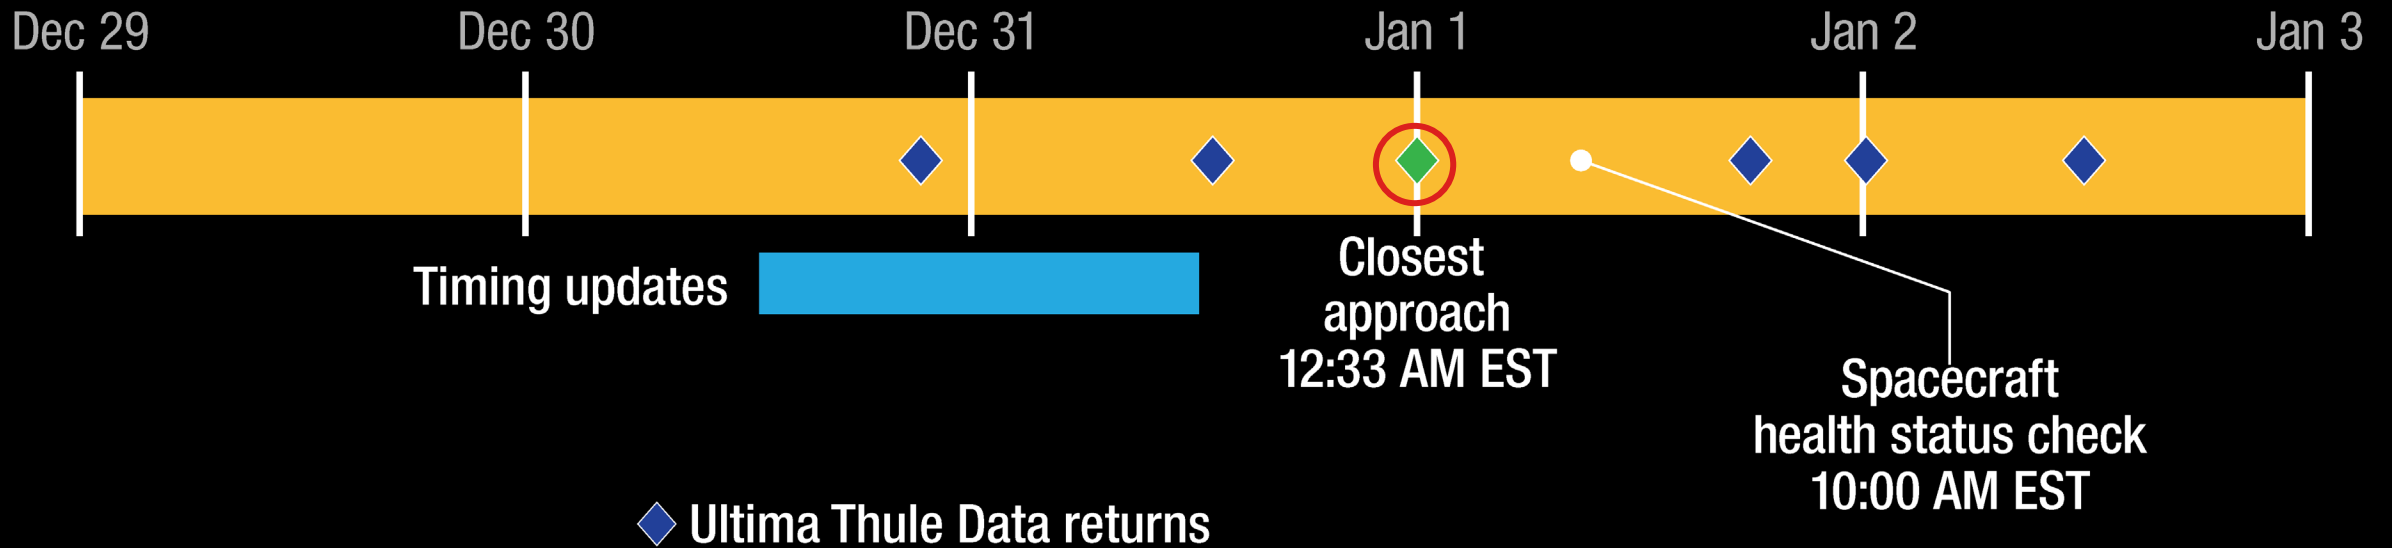 Dec 29 Dec 30 Dec 31 Jan 1 Jan 2 Jan 3
Timing updates
Closest
approach
12:33 AM EST
Spacecraft
health status check
10:00 AM EST
Ultima Thule Data returns